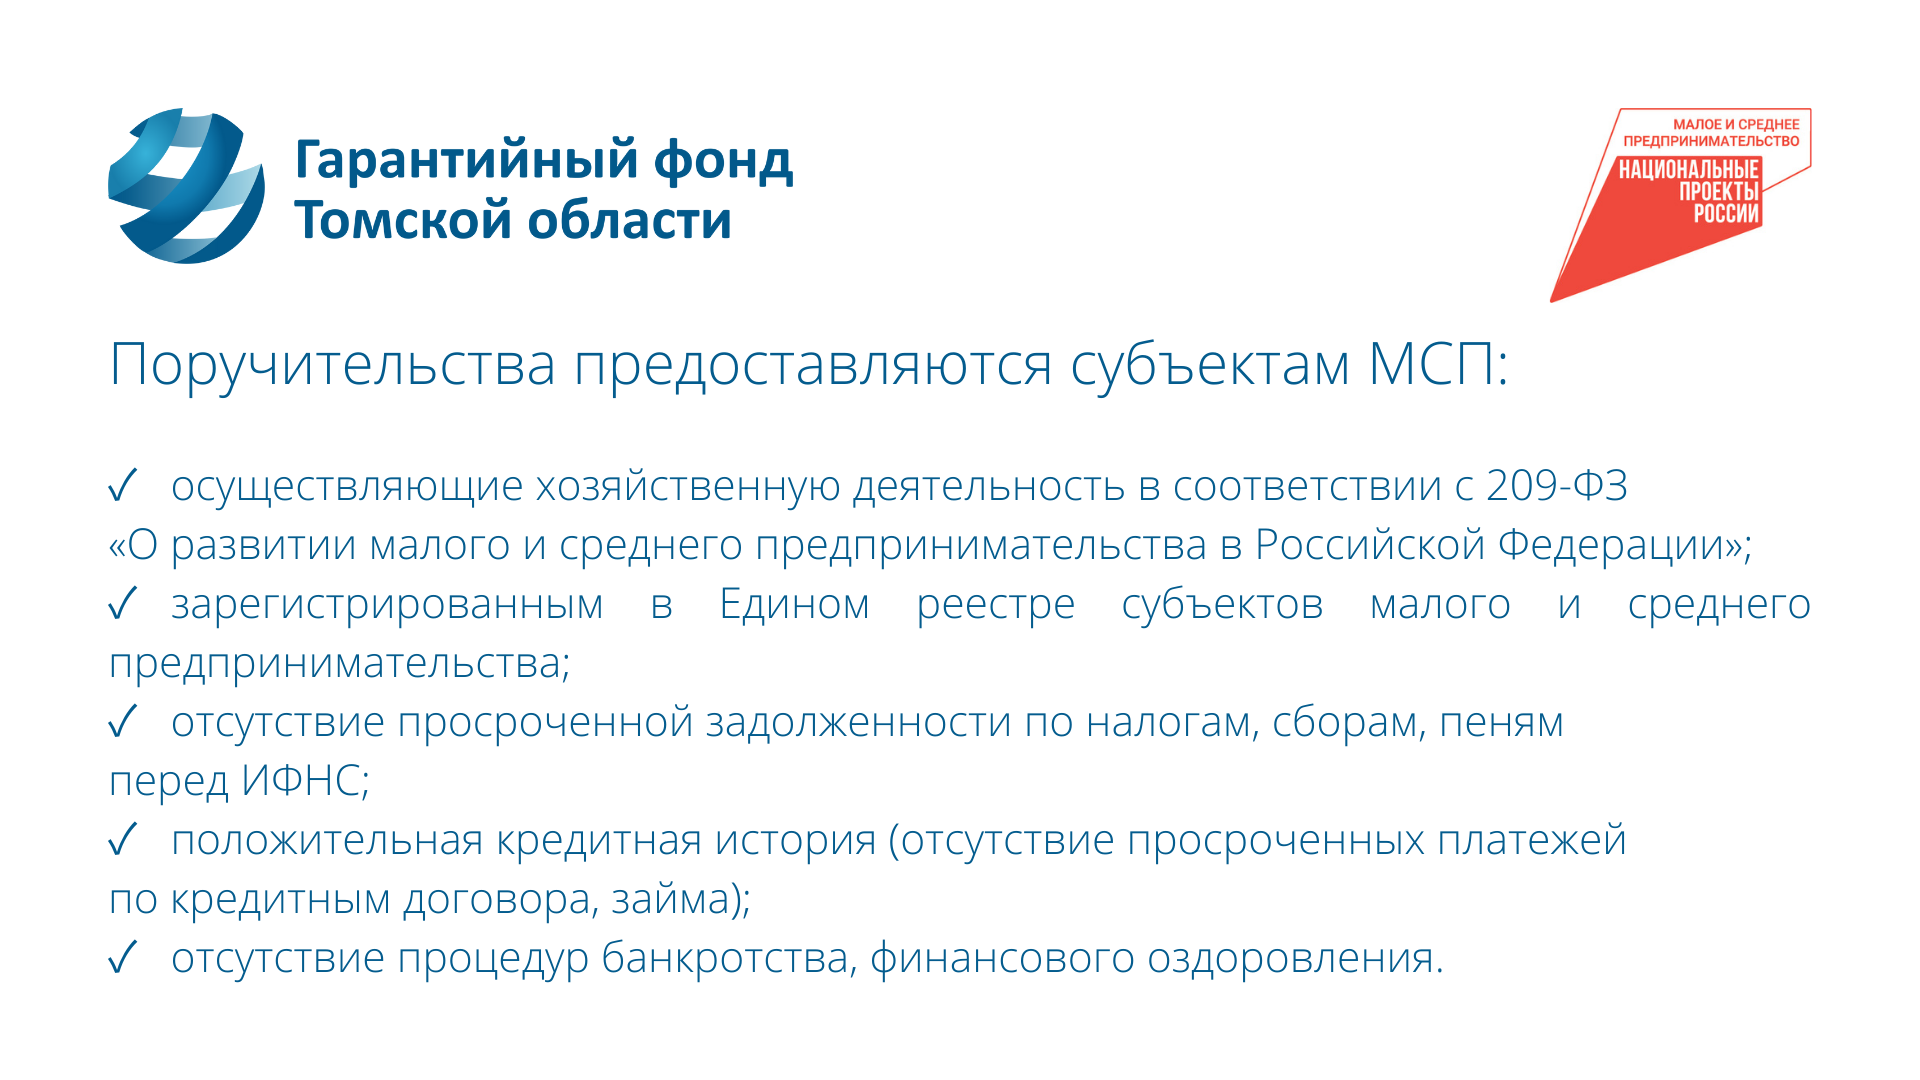 Гарантийный фонд
Томской области
МАЛОЕ И СРЕДНЕЕ
ПРЕДПРИНИМАТЕЛЬСТВО
НАЦИОНАЛЬНЫЕ
ПРОЕКТЫ
РОССИИ
Поручительства предоставляются субъектам МСП:
✓ осуществляющие хозяйственную деятельность в соответствии с 209-ФЗ
«О развитии малого и среднего предпринимательства в Российской Федерации»;
✓ зарегистрированным в Едином реестре субъектов малого и среднего
предпринимательства;
✓ отсутствие просроченной задолженности по налогам, сборам, пеням
перед ИФНС;
✓ положительная кредитная история (отсутствие просроченных платежей
по кредитным договора, займа);
✓ отсутствие процедур банкротства, финансового оздоровления.